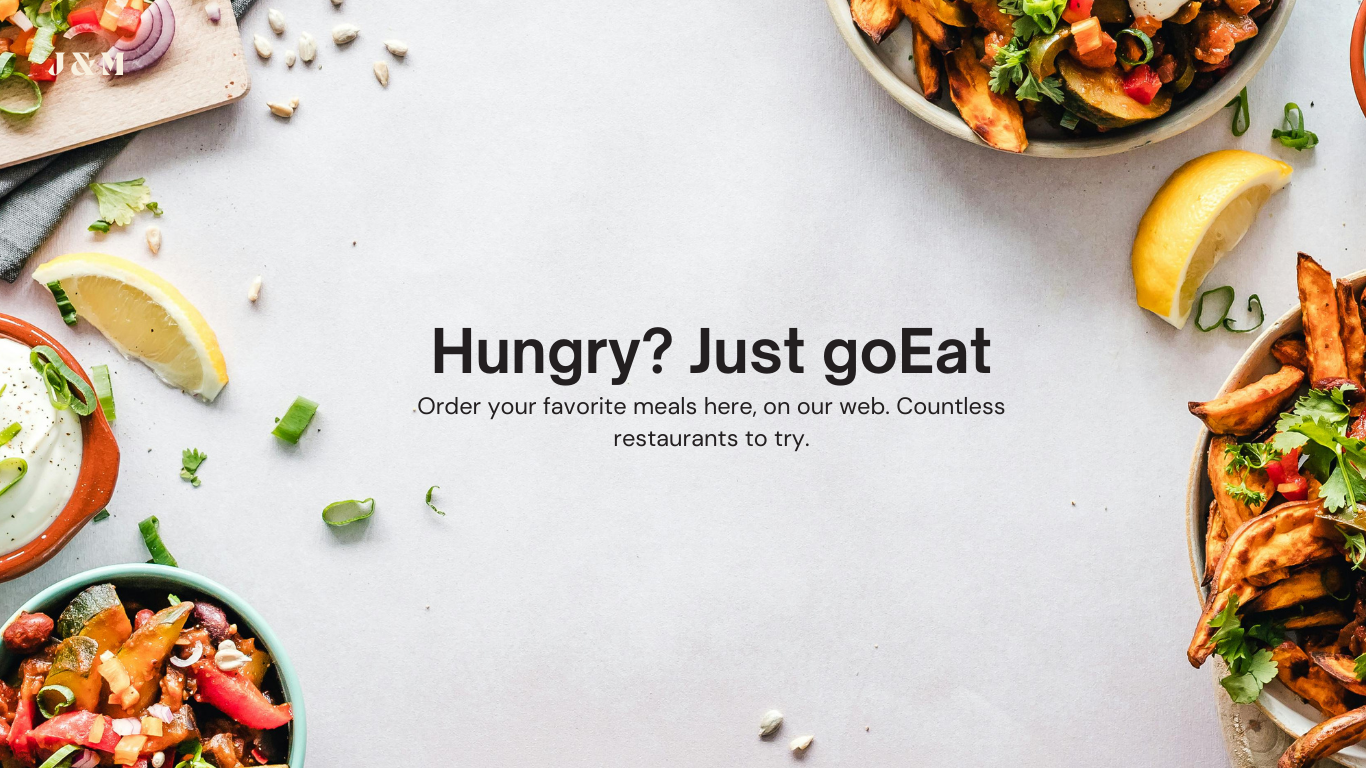 J & M
Hungry? Just goEat
Order your favorite meals here, on our web. Countless
restaurants to try.